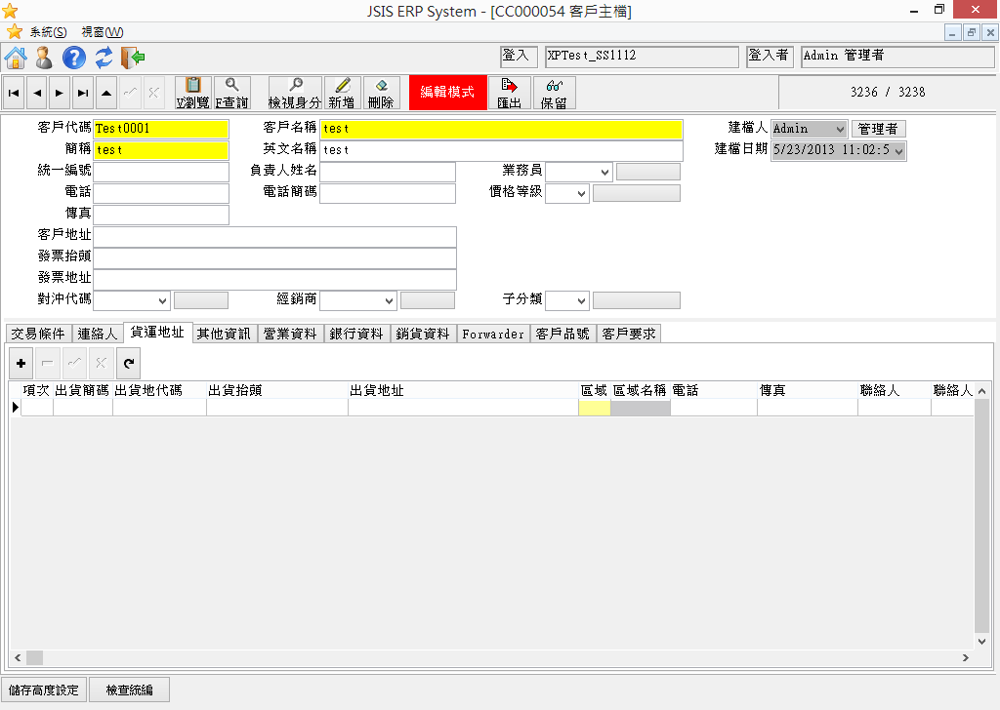 JSIS ERP System - [CC000054 客戶主檔]
系統(S) 視窗(W)
登入 XPTest_SS1112 登入者 Admin 管理者
V瀏覽 F查詢 檢視身分 新增 刪除 編輯模式 匯出 保留 3236 / 3238
客戶代碼 Test0001 客戶名稱 test 建檔人 Admin 管理者
簡稱 test 英文名稱 test 建檔日期 5/23/2013 11:02:5
統一編號 負責人姓名 業務員
電話 電話簡碼 價格等級
傳真
客戶地址
發票抬頭
發票地址
對沖代碼 經銷商 子分類
交易條件 連絡人 貨運地址 其他資訊 營業資料 銀行資料 銷貨資料 Forwarder 客戶品號 客戶要求
項次 出貨簡碼 出貨地代碼 出貨抬頭 出貨地址 區域 區域名稱 電話 傳真 聯絡人 聯絡人
儲存高度設定 檢查統編